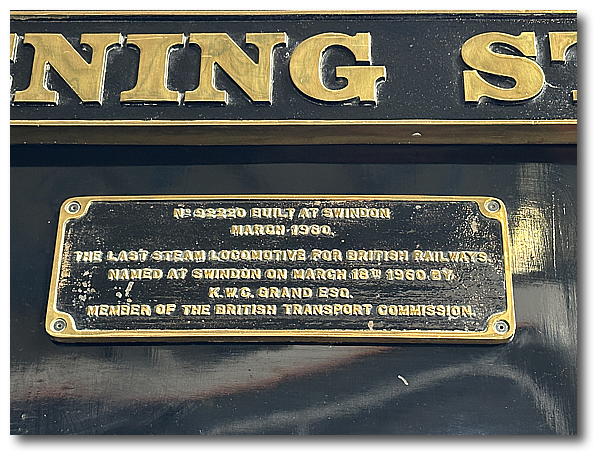 NING ST
Nº 92220 BUILT AT SWINDON
MARCH 1960.
THE LAST STEAM LOCOMOTIVE FOR BRITISH RAILWAYS.
NAMED AT SWINDON ON MARCH 18TH 1960 BY
K.W.C. GRAND ESQ.
MEMBER OF THE BRITISH TRANSPORT COMMISSION.